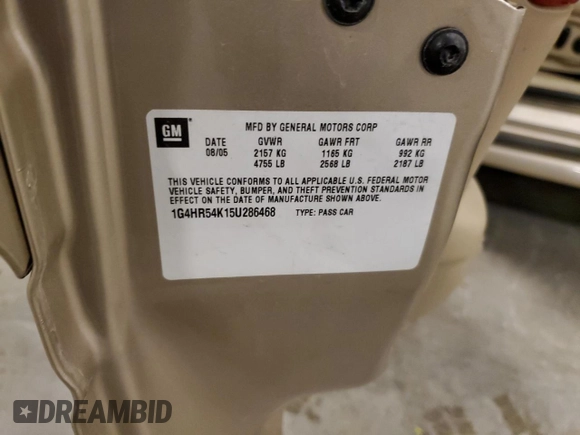 GM
MFD BY GENERAL MOTORS CORP
DATE GVWR GAWR FRT GAWR RR
08/05 2157 KG 1165 KG 992 KG
4755 LB 2568 LB 2187 LB
THIS VEHICLE CONFORMS TO ALL APPLICABLE U.S. FEDERAL MOTOR
VEHICLE SAFETY, BUMPER, AND THEFT PREVENTION STANDARDS IN
EFFECT ON THE DATE OF MANUFACTURE SHOWN ABOVE.
1G4HR54K15U286468 TYPE: PASS CAR
DREAMBID